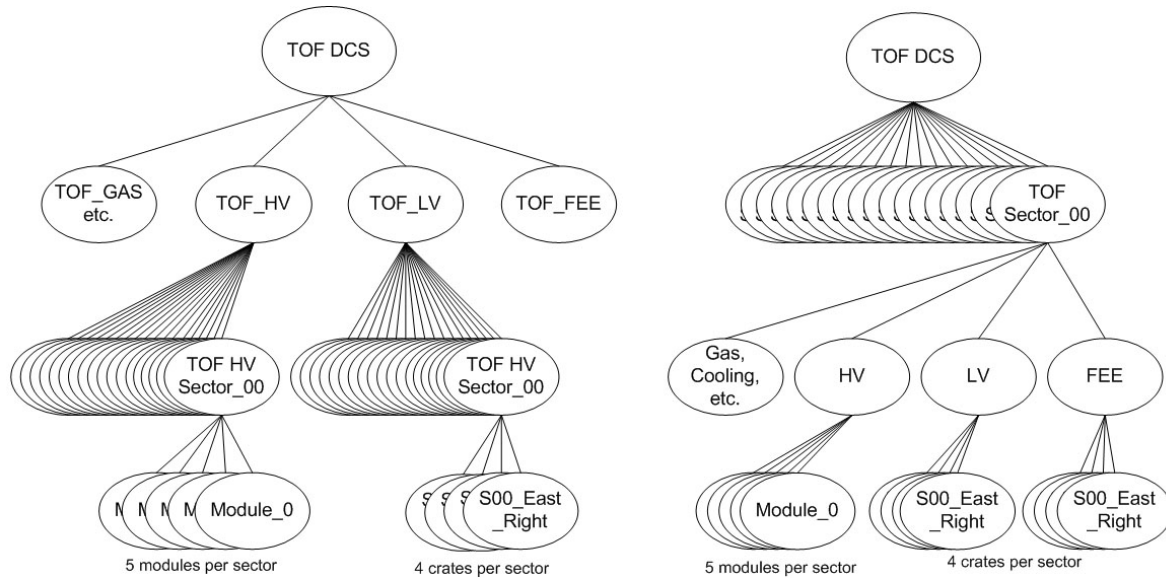 TOF DCS
TOF_GAS
etc.
TOF_HV
TOF_LV
TOF_FEE
TOF HV
Sector_00
TOF HV
Sector_00
Module_0
S00_East
_Right
5 modules per sector
4 crates per sector
TOF DCS
TOF
Sector_00
Gas,
Cooling,
etc.
HV
LV
FEE
Module_0
S00_East
_Right
S00_East
_Right
5 modules per sector
4 crates per sector